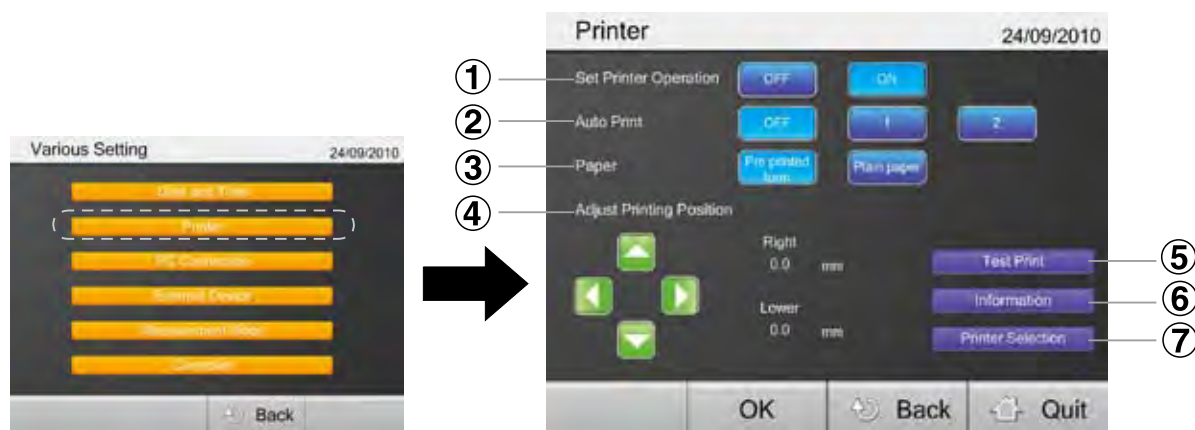 Various Setting
24/09/2010
Date and Time
Printer
PC Connection
External Device
Measurement Mode
Back
Printer
24/09/2010
① Set Printer Operation OFF ON
② Auto Print OFF 1 2
③ Paper Pre printed form Plain paper
④ Adjust Printing Position
Right
0.0 mm
Lower
0.0 mm
Test Print ⑤
Information ⑥
Printer Selection ⑦
OK Back Quit